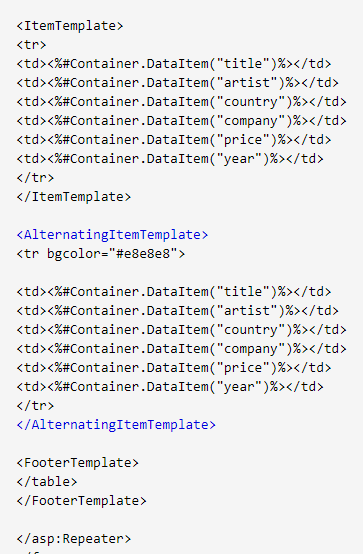 <ItemTemplate>
<tr>
<td><%#Container.DataItem("title")%></td>
<td><%#Container.DataItem("artist")%></td>
<td><%#Container.DataItem("country")%></td>
<td><%#Container.DataItem("company")%></td>
<td><%#Container.DataItem("price")%></td>
<td><%#Container.DataItem("year")%></td>
</tr>
</ItemTemplate>
<AlternatingItemTemplate>
<tr bgcolor="#e8e8e8">
<td><%#Container.DataItem("title")%></td>
<td><%#Container.DataItem("artist")%></td>
<td><%#Container.DataItem("country")%></td>
<td><%#Container.DataItem("company")%></td>
<td><%#Container.DataItem("price")%></td>
<td><%#Container.DataItem("year")%></td>
</tr>
</AlternatingItemTemplate>
<FooterTemplate>
</table>
</FooterTemplate>
</asp:Repeater>